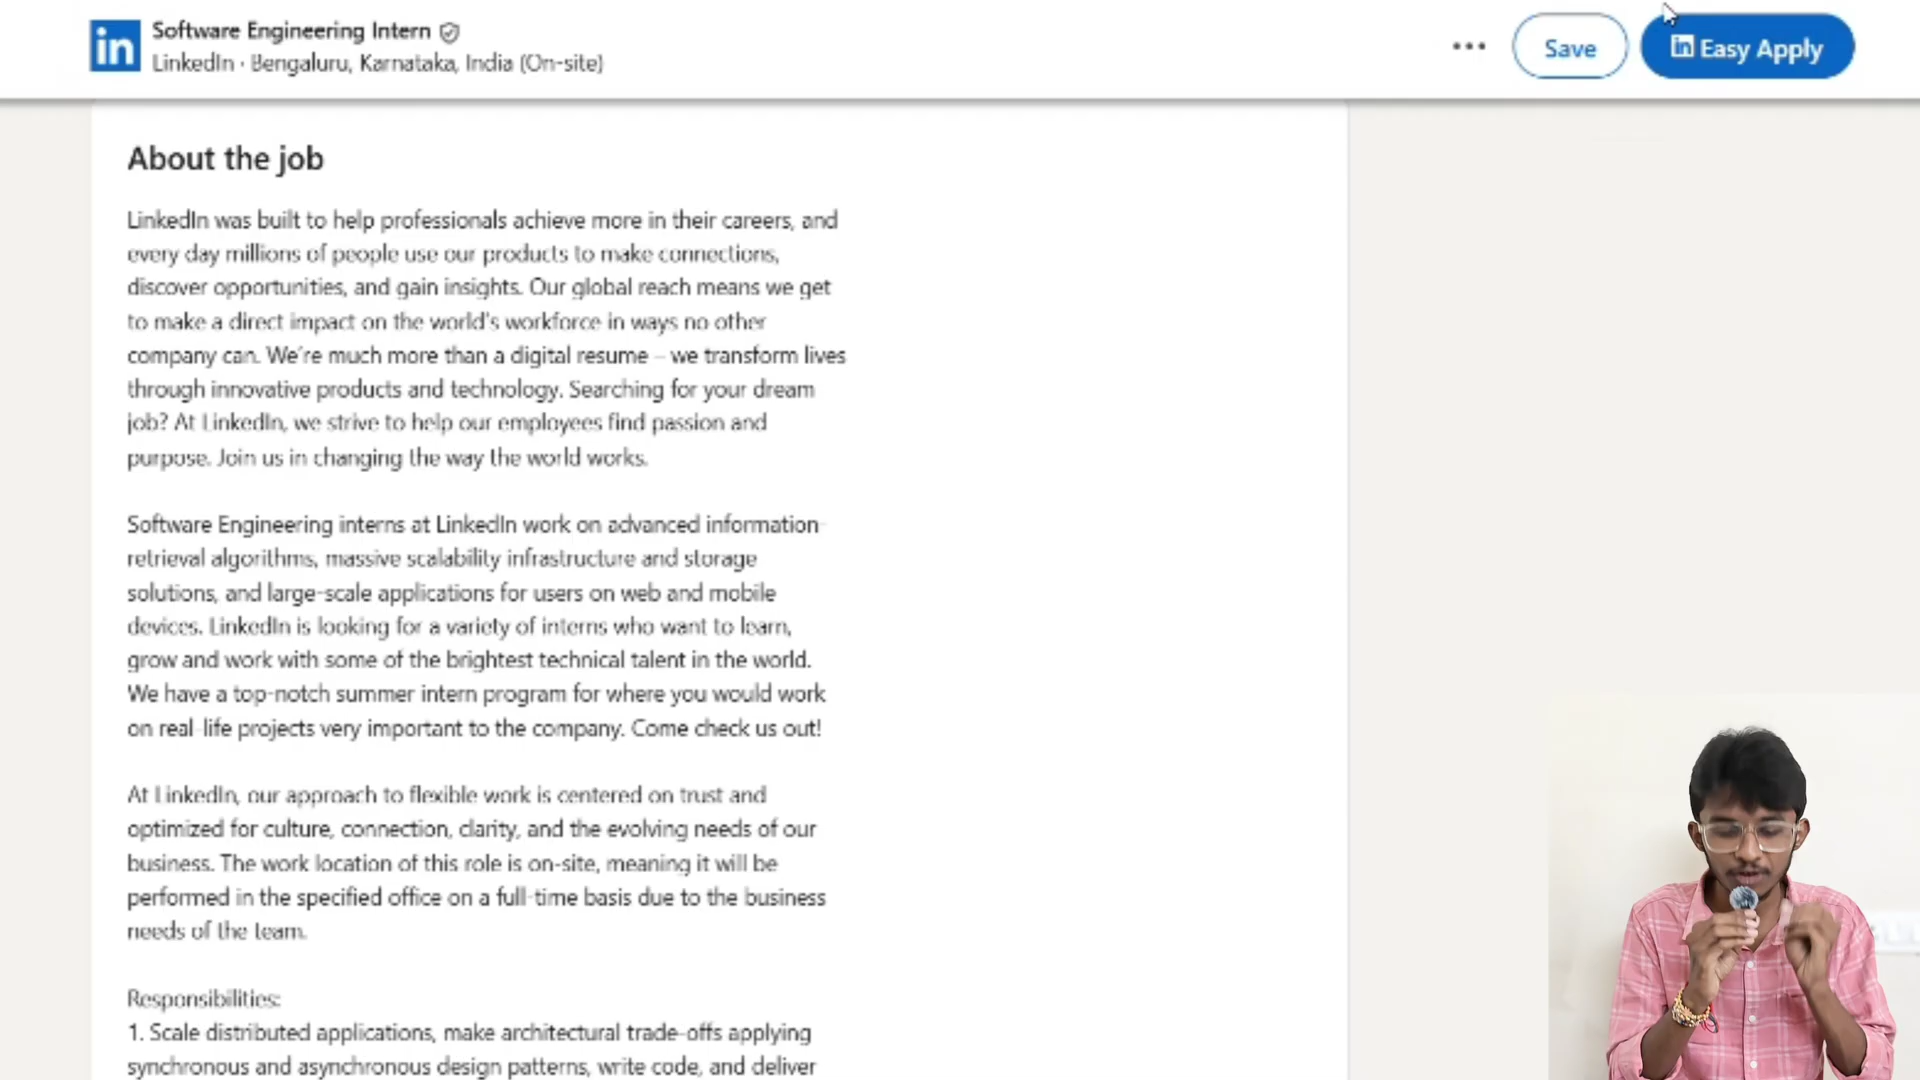 in
Software Engineering Intern
LinkedIn · Bengaluru, Karnataka, India (On-site)
Save
in Easy Apply
About the job
LinkedIn was built to help professionals achieve more in their careers, and
every day millions of people use our products to make connections,
discover opportunities, and gain insights. Our global reach means we get
to make a direct impact on the world's workforce in ways no other
company can. We're much more than a digital resume – we transform lives
through innovative products and technology. Searching for your dream
job? At LinkedIn, we strive to help our employees find passion and
purpose. Join us in changing the way the world works.
Software Engineering interns at LinkedIn work on advanced information-
retrieval algorithms, massive scalability infrastructure and storage
solutions, and large-scale applications for users on web and mobile
devices. LinkedIn is looking for a variety of interns who want to learn,
grow and work with some of the brightest technical talent in the world.
We have a top-notch summer intern program for where you would work
on real-life projects very important to the company. Come check us out!
At LinkedIn, our approach to flexible work is centered on trust and
optimized for culture, connection, clarity, and the evolving needs of our
business. The work location of this role is on-site, meaning it will be
performed in the specified office on a full-time basis due to the business
needs of the team.
Responsibilities:
1. Scale distributed applications, make architectural trade-offs applying
synchronous and asynchronous design patterns, write code, and deliver